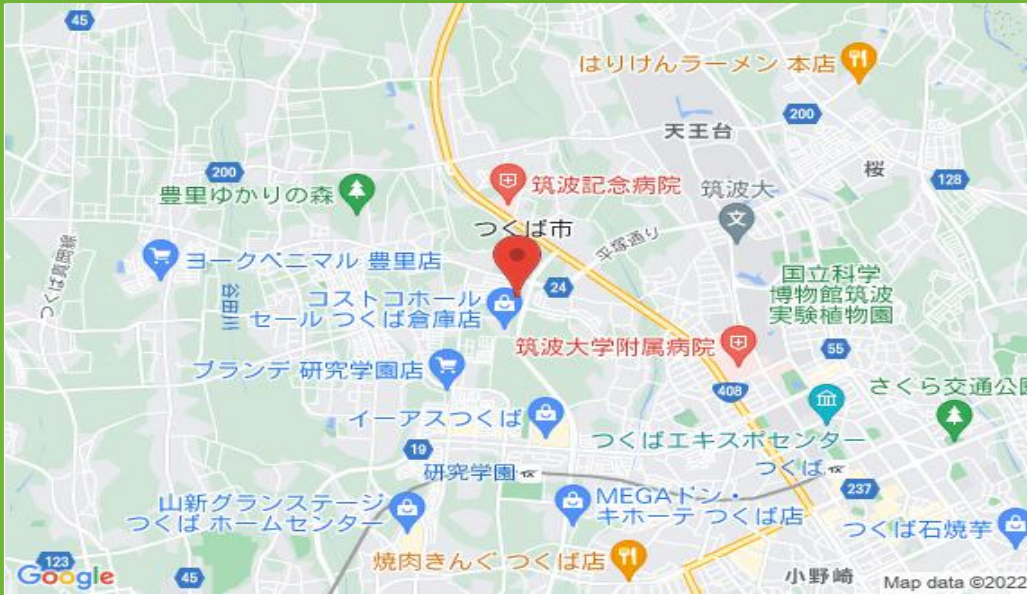 45
はりけんラーメン 本店
200
天王台
桜
200
筑波記念病院
筑波大
128
豊里ゆかりの森
つくば市
平塚通り
つくば真岡線
ヨークベニマル 豊里店
谷田川
24
国立科学
博物館筑波
実験植物園
コストコホール
セール つくば倉庫店
筑波大学附属病院
55
ブランデ 研究学園店
408
さくら交通公園
イーアスつくば
つくばエキスポセンター
19
研究学園
つくば
237
山新グランステージ
つくば ホームセンター
MEGAドン・
キホーテ つくば店
つくば石焼芋
焼肉きんぐ つくば店
123
Google
45
小野崎
Map data ©2022